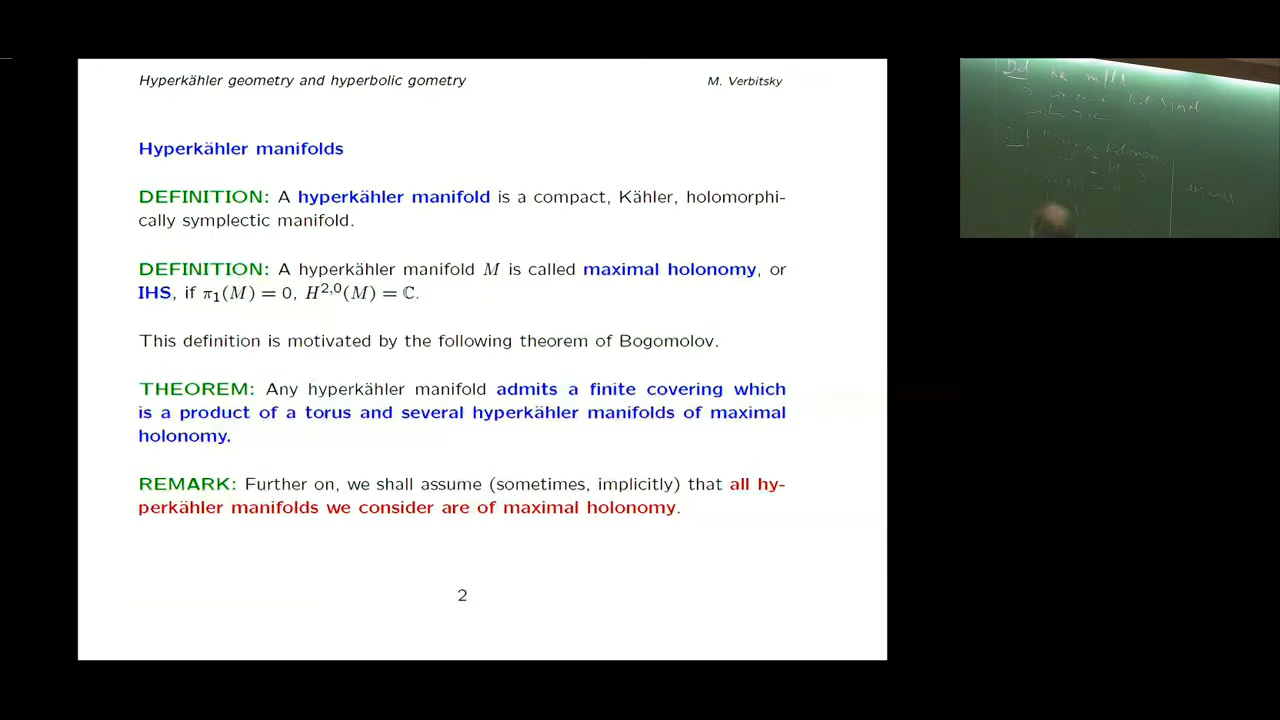 Hyperkähler geometry and hyperbolic gometry
M. Verbitsky
Hyperkähler manifolds
DEFINITION: A hyperkähler manifold is a compact, Kähler, holomorphi-
cally symplectic manifold.
DEFINITION: A hyperkähler manifold M is called maximal holonomy, or
IHS, if π₁(M) = 0, H²,⁰(M) = ℂ.
This definition is motivated by the following theorem of Bogomolov.
THEOREM: Any hyperkähler manifold admits a finite covering which
is a product of a torus and several hyperkähler manifolds of maximal
holonomy.
REMARK: Further on, we shall assume (sometimes, implicitly) that all hy-
perkähler manifolds we consider are of maximal holonomy.
2